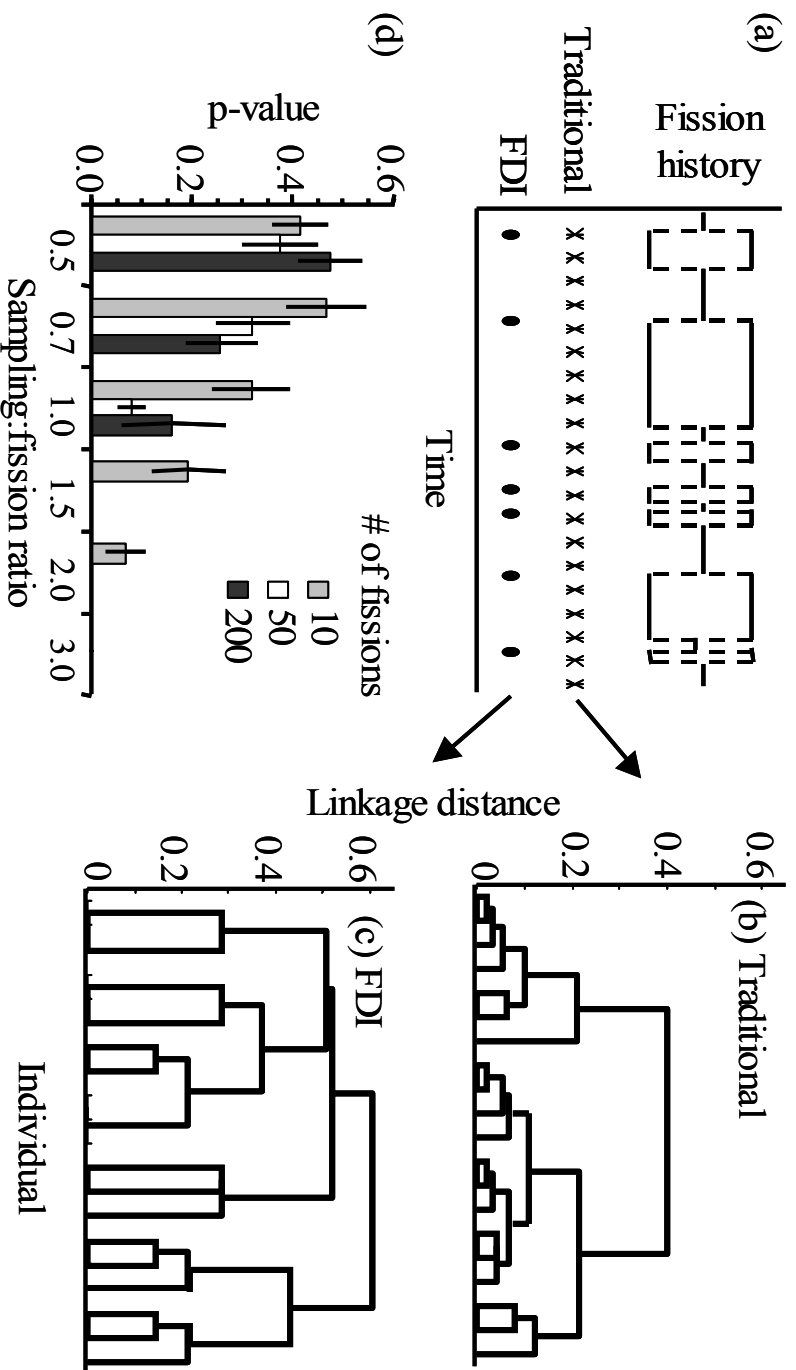 (a)
Fission
history
Traditional
FDI
Time
Linkage distance
(b) Traditional
0.6
0.4
0.2
0
(c) FDI
0.6
0.4
0.2
0
Individual
(d)
p-value
0.6
0.4
0.2
0.0
# of fissions
10
50
200
0.5 0.7 1.0 1.5 2.0 3.0
Sampling:fission ratio